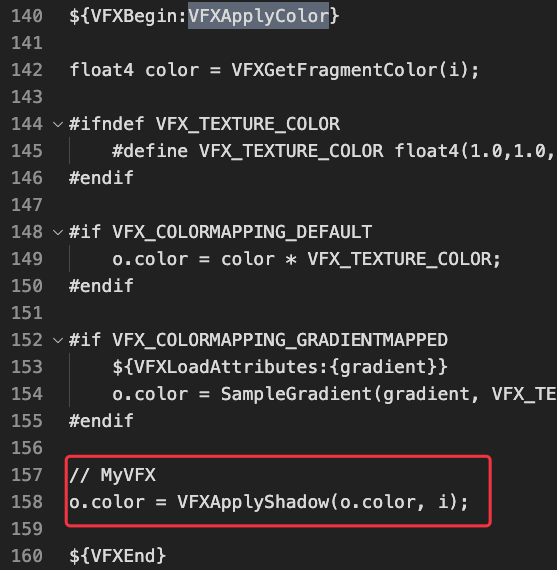 140 ${VFXBegin:VFXApplyColor}
141
142 float4 color = VFXGetFragmentColor(i);
143
144 #ifndef VFX_TEXTURE_COLOR
145 #define VFX_TEXTURE_COLOR float4(1.0,1.0,
146 #endif
147
148 #if VFX_COLORMAPPING_DEFAULT
149 o.color = color * VFX_TEXTURE_COLOR;
150 #endif
151
152 #if VFX_COLORMAPPING_GRADIENTMAPPED
153 ${VFXLoadAttributes:{gradient}}
154 o.color = SampleGradient(gradient, VFX_TE
155 #endif
156
157 // MyVFX
158 o.color = VFXApplyShadow(o.color, i);
159
160 ${VFXEnd}